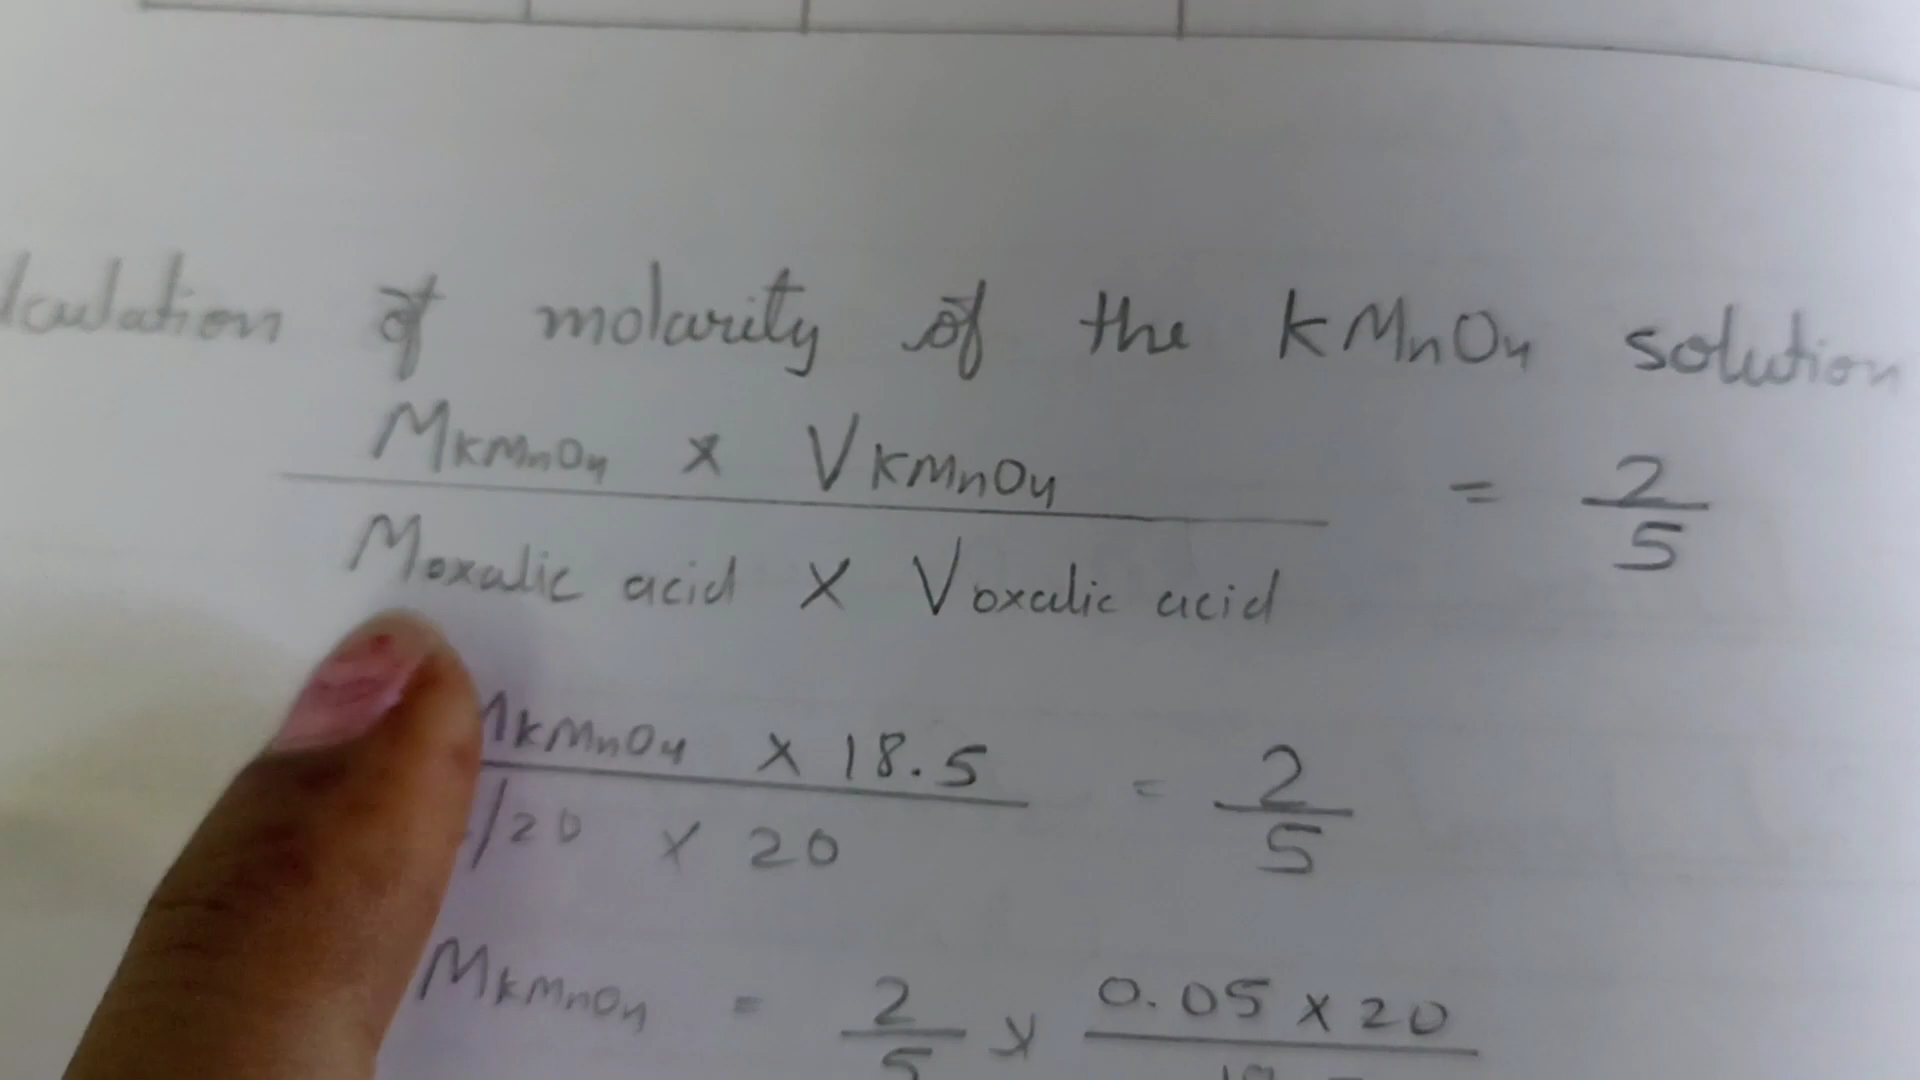 lculation of molarity of the KMnO4 solution
MKMnO4 x VKMnO4 = 2
Moxalic acid x Voxalic acid 5
MKMnO4 x 18.5 = 2
/20 x 20 5
MKMnO4 = 2 x 0.05 x 20
5